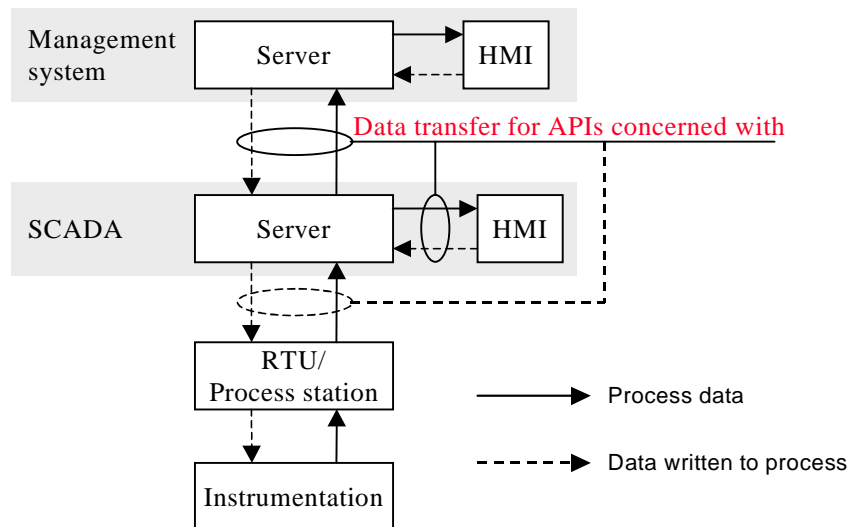 Management
system
Server
HMI
Data transfer for APIs concerned with
SCADA
Server
HMI
RTU/
Process station
Process data
Data written to process
Instrumentation